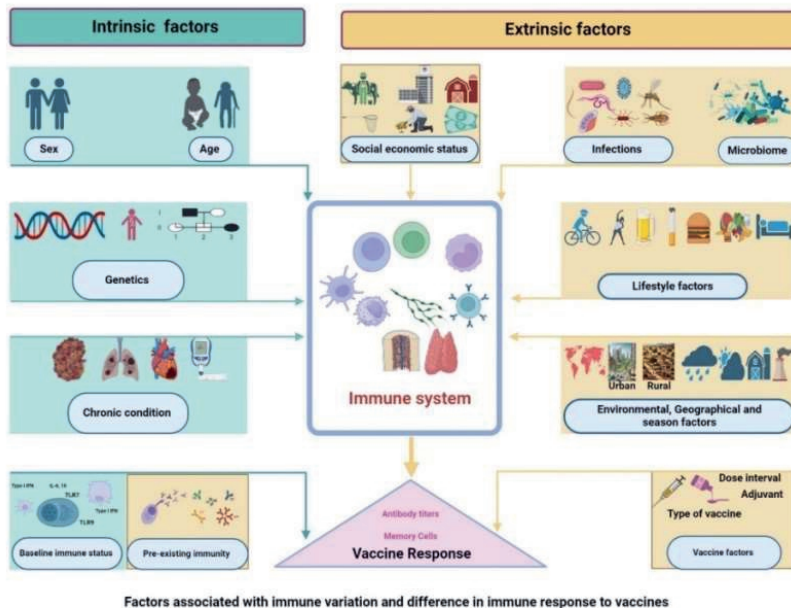 Intrinsic factors
Extrinsic factors
Sex
Age
Social economic status
Infections
Microbiome
Genetics
Lifestyle factors
Chronic condition
Immune system
Urban Rural
Environmental, Geographical and
season factors
Type I IFN
IL-6, 10
TLR7
Type I IFN
TLR9
Baseline immune status
Pre-existing immunity
Antibody titers
Memory Cells
Vaccine Response
Dose interval
Adjuvant
Type of vaccine
Vaccine factors
Factors associated with immune variation and difference in immune response to vaccines